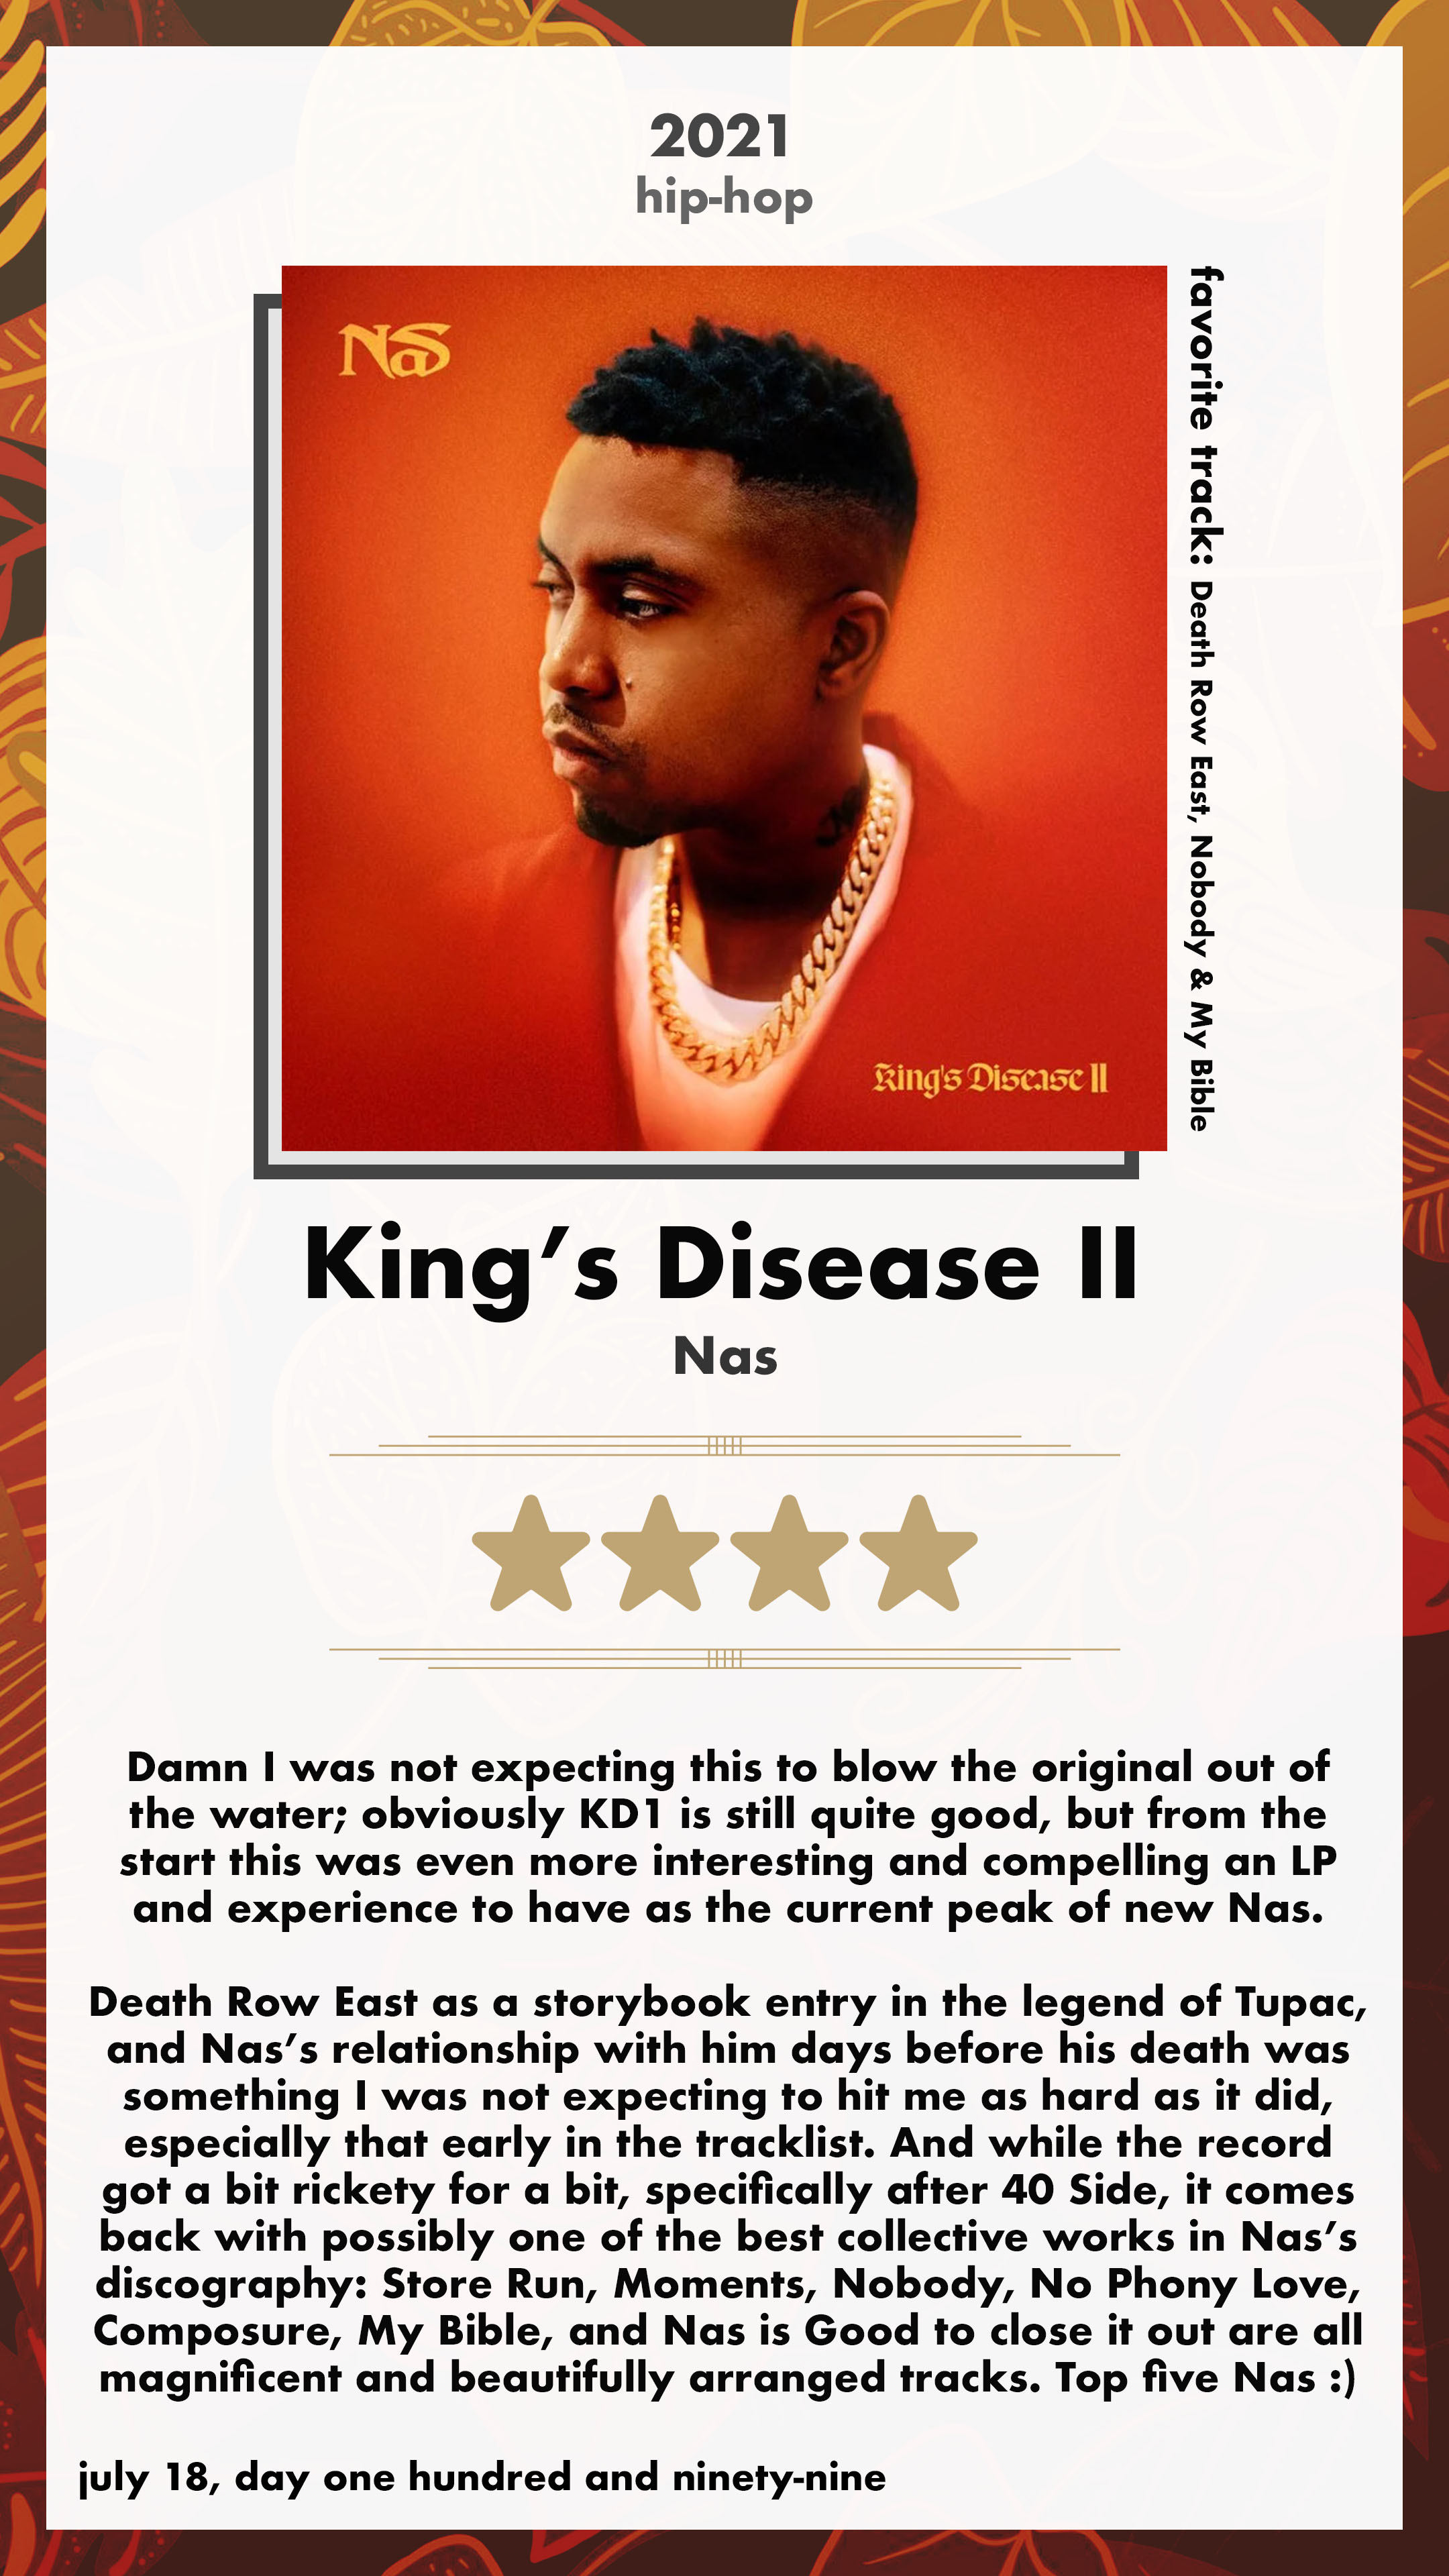 2021
hip-hop
Nas
King's Disease II
favorite track: Death Row East, Nobody & My Bible
King’s Disease II
Nas
Damn I was not expecting this to blow the original out of
the water; obviously KD1 is still quite good, but from the
start this was even more interesting and compelling an LP
and experience to have as the current peak of new Nas.
Death Row East as a storybook entry in the legend of Tupac,
and Nas’s relationship with him days before his death was
something I was not expecting to hit me as hard as it did,
especially that early in the tracklist. And while the record
got a bit rickety for a bit, specifically after 40 Side, it comes
back with possibly one of the best collective works in Nas’s
discography: Store Run, Moments, Nobody, No Phony Love,
Composure, My Bible, and Nas is Good to close it out are all
magnificent and beautifully arranged tracks. Top five Nas :)
july 18, day one hundred and ninety-nine